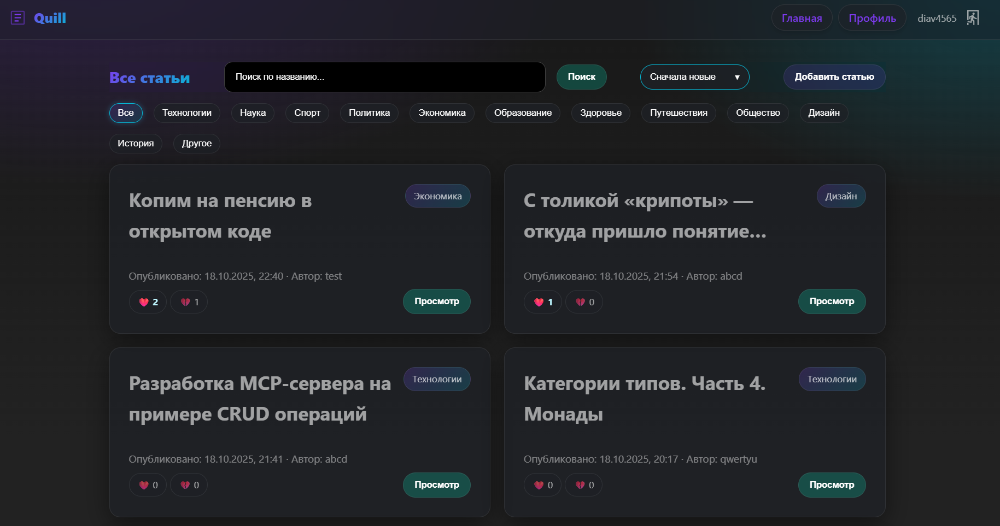 Quill
Главная
Профиль
diav4565
Все статьи
Поиск по названию...
Поиск
Сначала новые
Добавить статью
Все
Технологии
Наука
Спорт
Политика
Экономика
Образование
Здоровье
Путешествия
Общество
Дизайн
История
Другое
Копим на пенсию в
открытом коде
Экономика
Опубликовано: 18.10.2025, 22:40 · Автор: test
2
1
Просмотр
С толикой «крипоты» —
откуда пришло понятие...
Дизайн
Опубликовано: 18.10.2025, 21:54 · Автор: abcd
1
0
Просмотр
Разработка MCP-сервера на
примере CRUD операций
Технологии
Опубликовано: 18.10.2025, 21:41 · Автор: abcd
0
0
Просмотр
Категории типов. Часть 4.
Монады
Технологии
Опубликовано: 18.10.2025, 20:17 · Автор: qwertyu
0
0
Просмотр